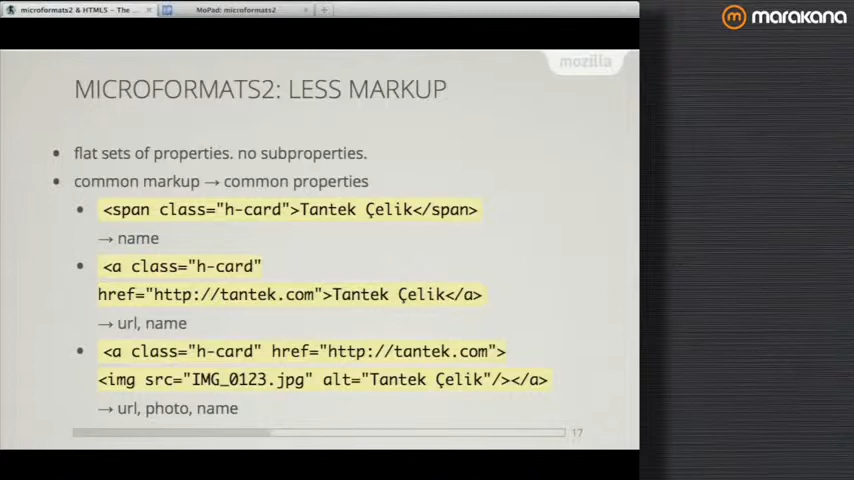 microformats2 & HTML5 – The ...
MoPad: microformats2
marakana
mozilla
MICROFORMATS2: LESS MARKUP
• flat sets of properties. no subproperties.
• common markup → common properties
• <span class="h-card">Tantek Çelik</span>
→ name
• <a class="h-card"
href="http://tantek.com">Tantek Çelik</a>
→ url, name
• <a class="h-card" href="http://tantek.com">
<img src="IMG_0123.jpg" alt="Tantek Çelik"/></a>
→ url, photo, name
17